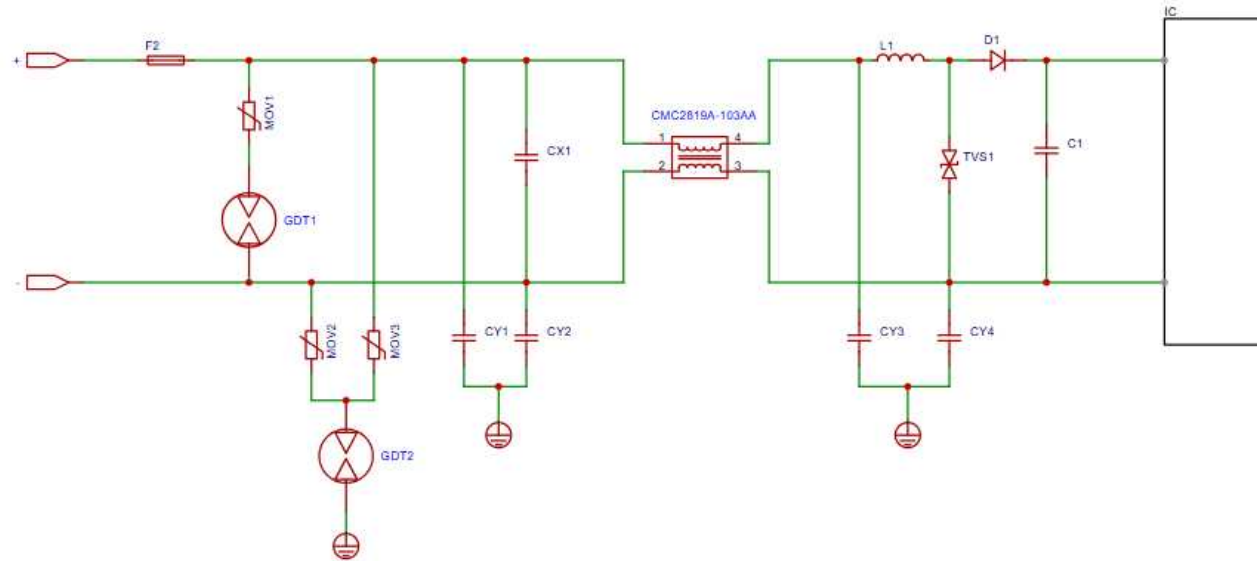 IC
F2
L1
D1
+
MOV1
CMC2819A-103AA
1
4
2
3
CX1
TVS1
C1
GDT1
-
MOV2
MOV3
CY1
CY2
CY3
CY4
GDT2